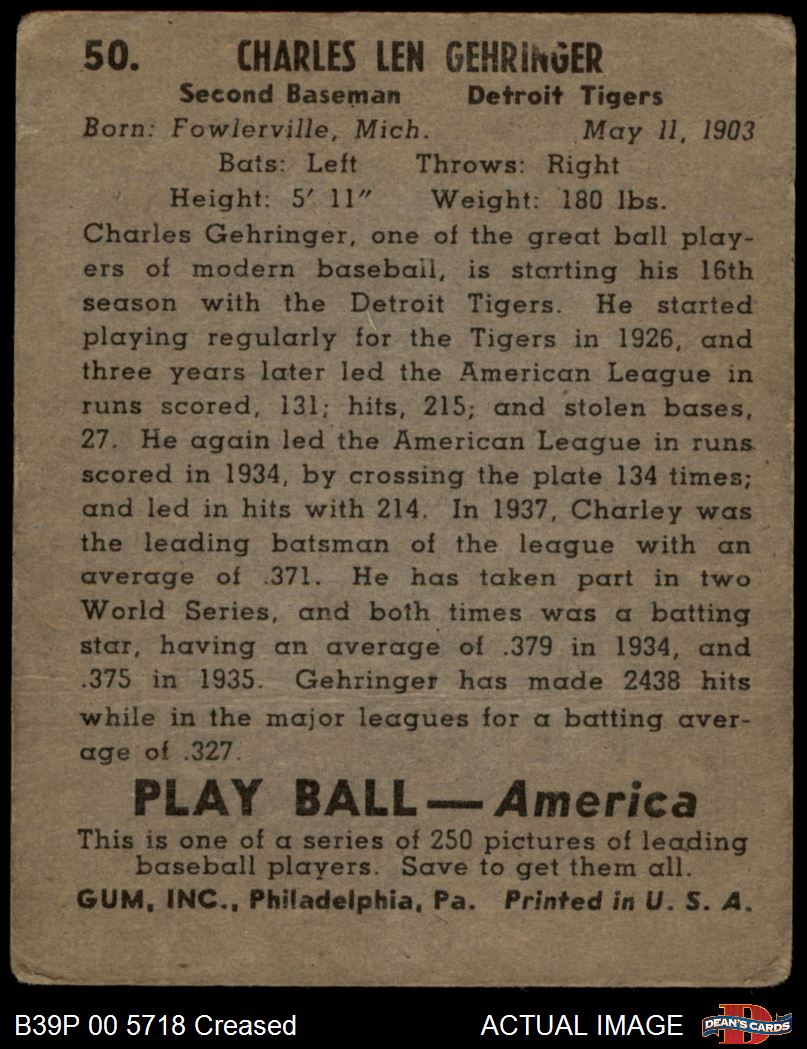 50. CHARLES LEN GEHRINGER
Second Baseman Detroit Tigers
Born: Fowlerville, Mich. May 11, 1903
Bats: Left Throws: Right
Height: 5′ 11″ Weight: 180 lbs.
Charles Gehringer, one of the great ball play-
ers of modern baseball, is starting his 16th
season with the Detroit Tigers. He started
playing regularly for the Tigers in 1926, and
three years later led the American League in
runs scored, 131; hits, 215; and stolen bases,
27. He again led the American League in runs
scored in 1934, by crossing the plate 134 times;
and led in hits with 214. In 1937, Charley was
the leading batsman of the league with an
average of .371. He has taken part in two
World Series, and both times was a batting
star, having an average of .379 in 1934, and
.375 in 1935. Gehringer has made 2438 hits
while in the major leagues for a batting aver-
age of .327.
PLAY BALL — America
This is one of a series of 250 pictures of leading
baseball players. Save to get them all.
GUM, INC., Philadelphia, Pa. Printed in U. S. A.
B39P 00 5718 Creased ACTUAL IMAGE D DEAN'S CARDS